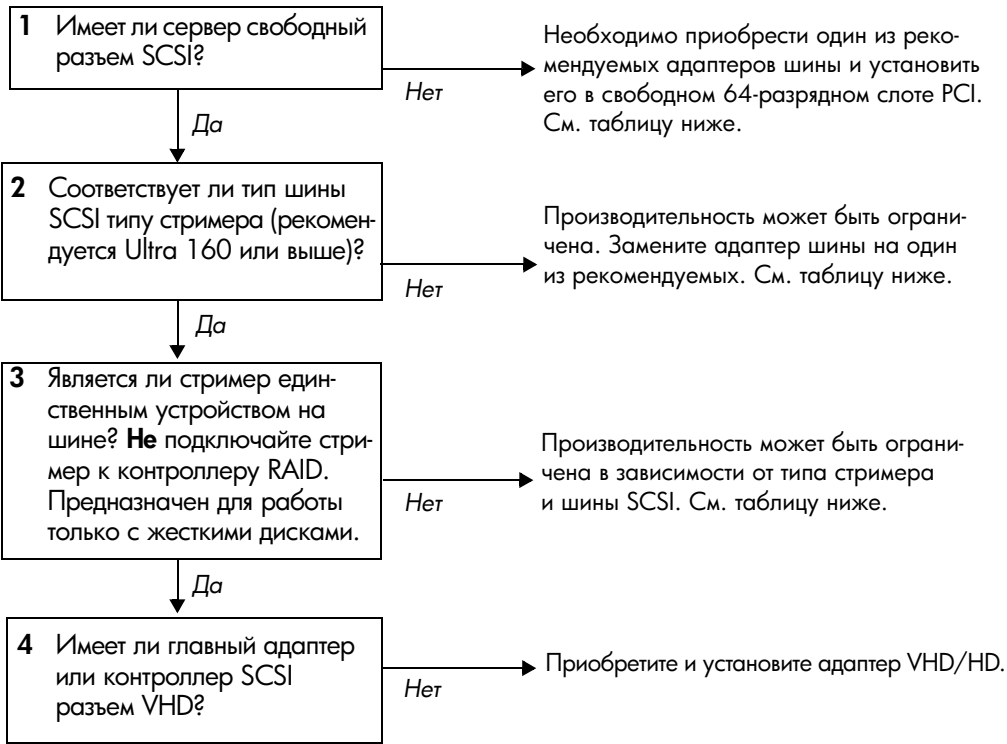 1 Имеет ли сервер свободный
разъем SCSI?
Нет
Необходимо приобрести один из реко-
мендуемых адаптеров шины и установить
его в свободном 64-разрядном слоте PCI.
См. таблицу ниже.
Да
2 Соответствует ли тип шины
SCSI типу стримера (рекомен-
дуется Ultra 160 или выше)?
Нет
Производительность может быть ограни-
чена. Замените адаптер шины на один
из рекомендуемых. См. таблицу ниже.
Да
3 Является ли стример един-
ственным устройством на
шине? Не подключайте стри-
мер к контроллеру RAID.
Предназначен для работы
только с жесткими дисками.
Нет
Производительность может быть ограни-
чена в зависимости от типа стримера
и шины SCSI. См. таблицу ниже.
Да
4 Имеет ли главный адаптер
или контроллер SCSI
разъем VHD?
Нет
Приобретите и установите адаптер VHD/HD.